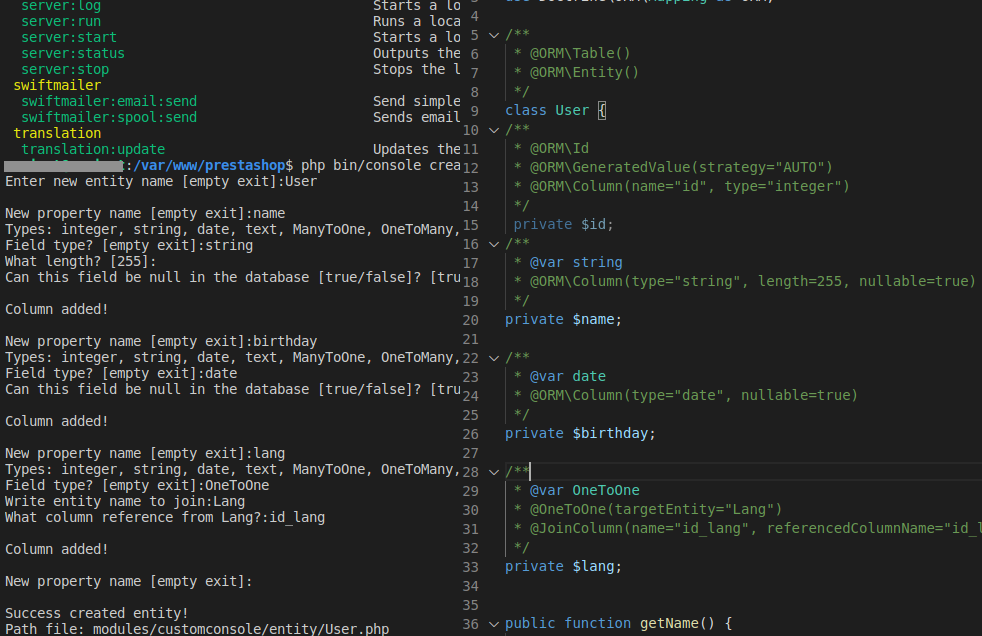 server:log Starts a lo
server:run Runs a loca
server:start Starts a lo
server:status Outputs the
server:stop Stops the l
swiftmailer
swiftmailer:email:send Send simple
swiftmailer:spool:send Sends email
translation
translation:update Updates the
:/var/www/prestashop$ php bin/console crea
Enter new entity name [empty exit]:User
New property name [empty exit]:name
Types: integer, string, date, text, ManyToOne, OneToMany,
Field type? [empty exit]:string
What length? [255]:
Can this field be null in the database [true/false]? [tru
Column added!
New property name [empty exit]:birthday
Types: integer, string, date, text, ManyToOne, OneToMany,
Field type? [empty exit]:date
Can this field be null in the database [true/false]? [tru
Column added!
New property name [empty exit]:lang
Types: integer, string, date, text, ManyToOne, OneToMany,
Field type? [empty exit]:OneToOne
Write entity name to join:Lang
What column reference from Lang?:id_lang
Column added!
New property name [empty exit]:
Success created entity!
Path file: modules/customconsole/entity/User.php
4
5 /**
6 * @ORM\Table()
7 * @ORM\Entity()
8 */
9 class User {
10 /**
11 * @ORM\Id
12 * @ORM\GeneratedValue(strategy="AUTO")
13 * @ORM\Column(name="id", type="integer")
14 */
15 private $id;
16 /**
17 * @var string
18 * @ORM\Column(type="string", length=255, nullable=true)
19 */
20 private $name;
21
22 /**
23 * @var date
24 * @ORM\Column(type="date", nullable=true)
25 */
26 private $birthday;
27
28 /**
29 * @var OneToOne
30 * @OneToOne(targetEntity="Lang")
31 * @JoinColumn(name="id_lang", referencedColumnName="id_l
32 */
33 private $lang;
34
35
36 public function getName() {